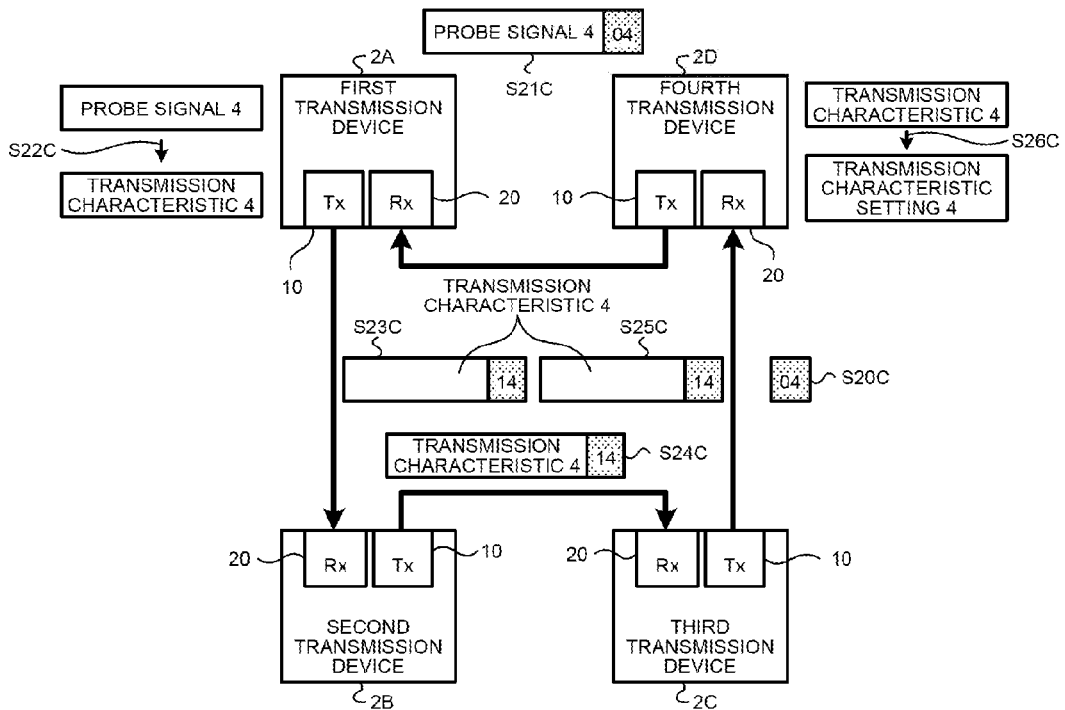 PROBE SIGNAL 4 04
S21C
2A
FIRST
TRANSMISSION
DEVICE
Tx
Rx
10
20
2D
FOURTH
TRANSMISSION
DEVICE
Tx
Rx
10
20
PROBE SIGNAL 4
S22C
TRANSMISSION
CHARACTERISTIC 4
TRANSMISSION
CHARACTERISTIC 4
S26C
TRANSMISSION
CHARACTERISTIC
SETTING 4
TRANSMISSION
CHARACTERISTIC 4
S23C
14
S25C
14
04
S20C
TRANSMISSION
CHARACTERISTIC 4
14
S24C
20
Rx
Tx
10
SECOND
TRANSMISSION
DEVICE
2B
20
Rx
Tx
10
THIRD
TRANSMISSION
DEVICE
2C